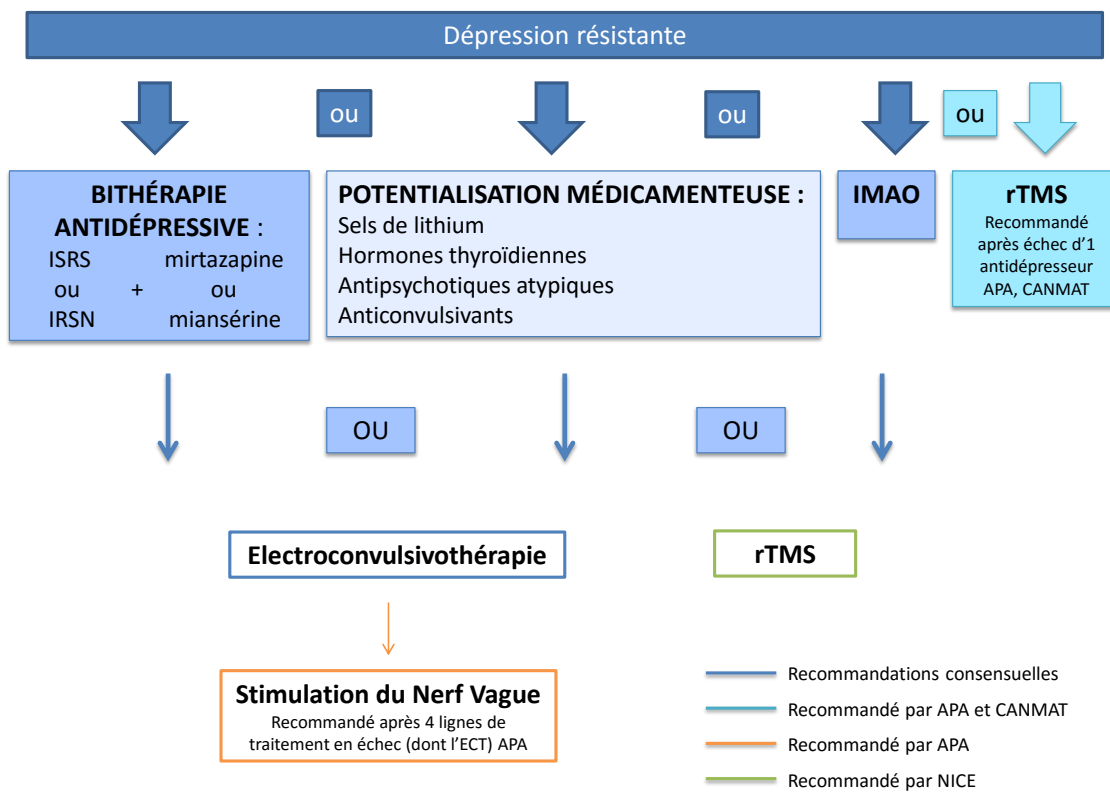 Dépression résistante
ou
ou
ou
BITHÉRAPIE
ANTIDÉPRESSIVE :
ISRS mirtazapine
ou + ou
IRSN miansérine
POTENTIALISATION MÉDICAMENTEUSE :
Sels de lithium
Hormones thyroïdiennes
Antipsychotiques atypiques
Anticonvulsivants
IMAO
rTMS
Recommandé
après échec d'1
antidépresseur
APA, CANMAT
OU
OU
Electroconvulsivothérapie
rTMS
Stimulation du Nerf Vague
Recommandé après 4 lignes de
traitement en échec (dont l'ECT) APA
Recommandations consensuelles
Recommandé par APA et CANMAT
Recommandé par APA
Recommandé par NICE